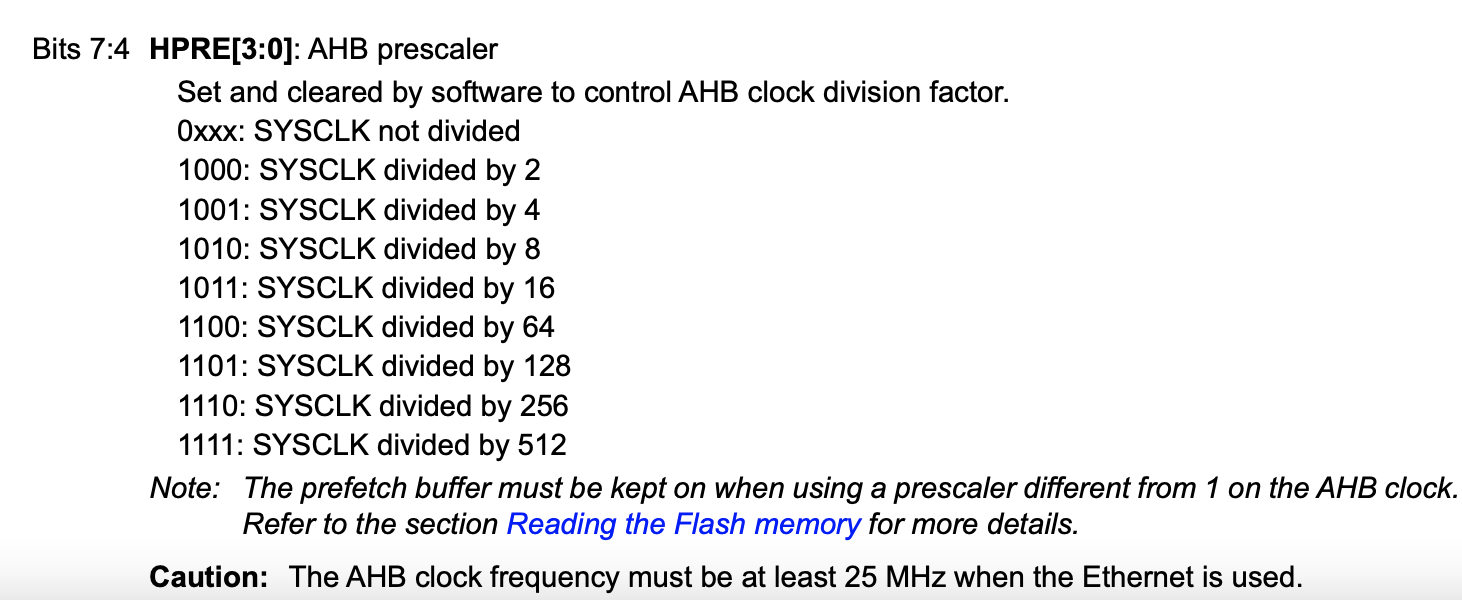 Bits 7:4 HPRE[3:0]: AHB prescaler
Set and cleared by software to control AHB clock division factor.
0xxx: SYSCLK not divided
1000: SYSCLK divided by 2
1001: SYSCLK divided by 4
1010: SYSCLK divided by 8
1011: SYSCLK divided by 16
1100: SYSCLK divided by 64
1101: SYSCLK divided by 128
1110: SYSCLK divided by 256
1111: SYSCLK divided by 512
Note: The prefetch buffer must be kept on when using a prescaler different from 1 on the AHB clock.
Refer to the section Reading the Flash memory for more details.
Caution: The AHB clock frequency must be at least 25 MHz when the Ethernet is used.